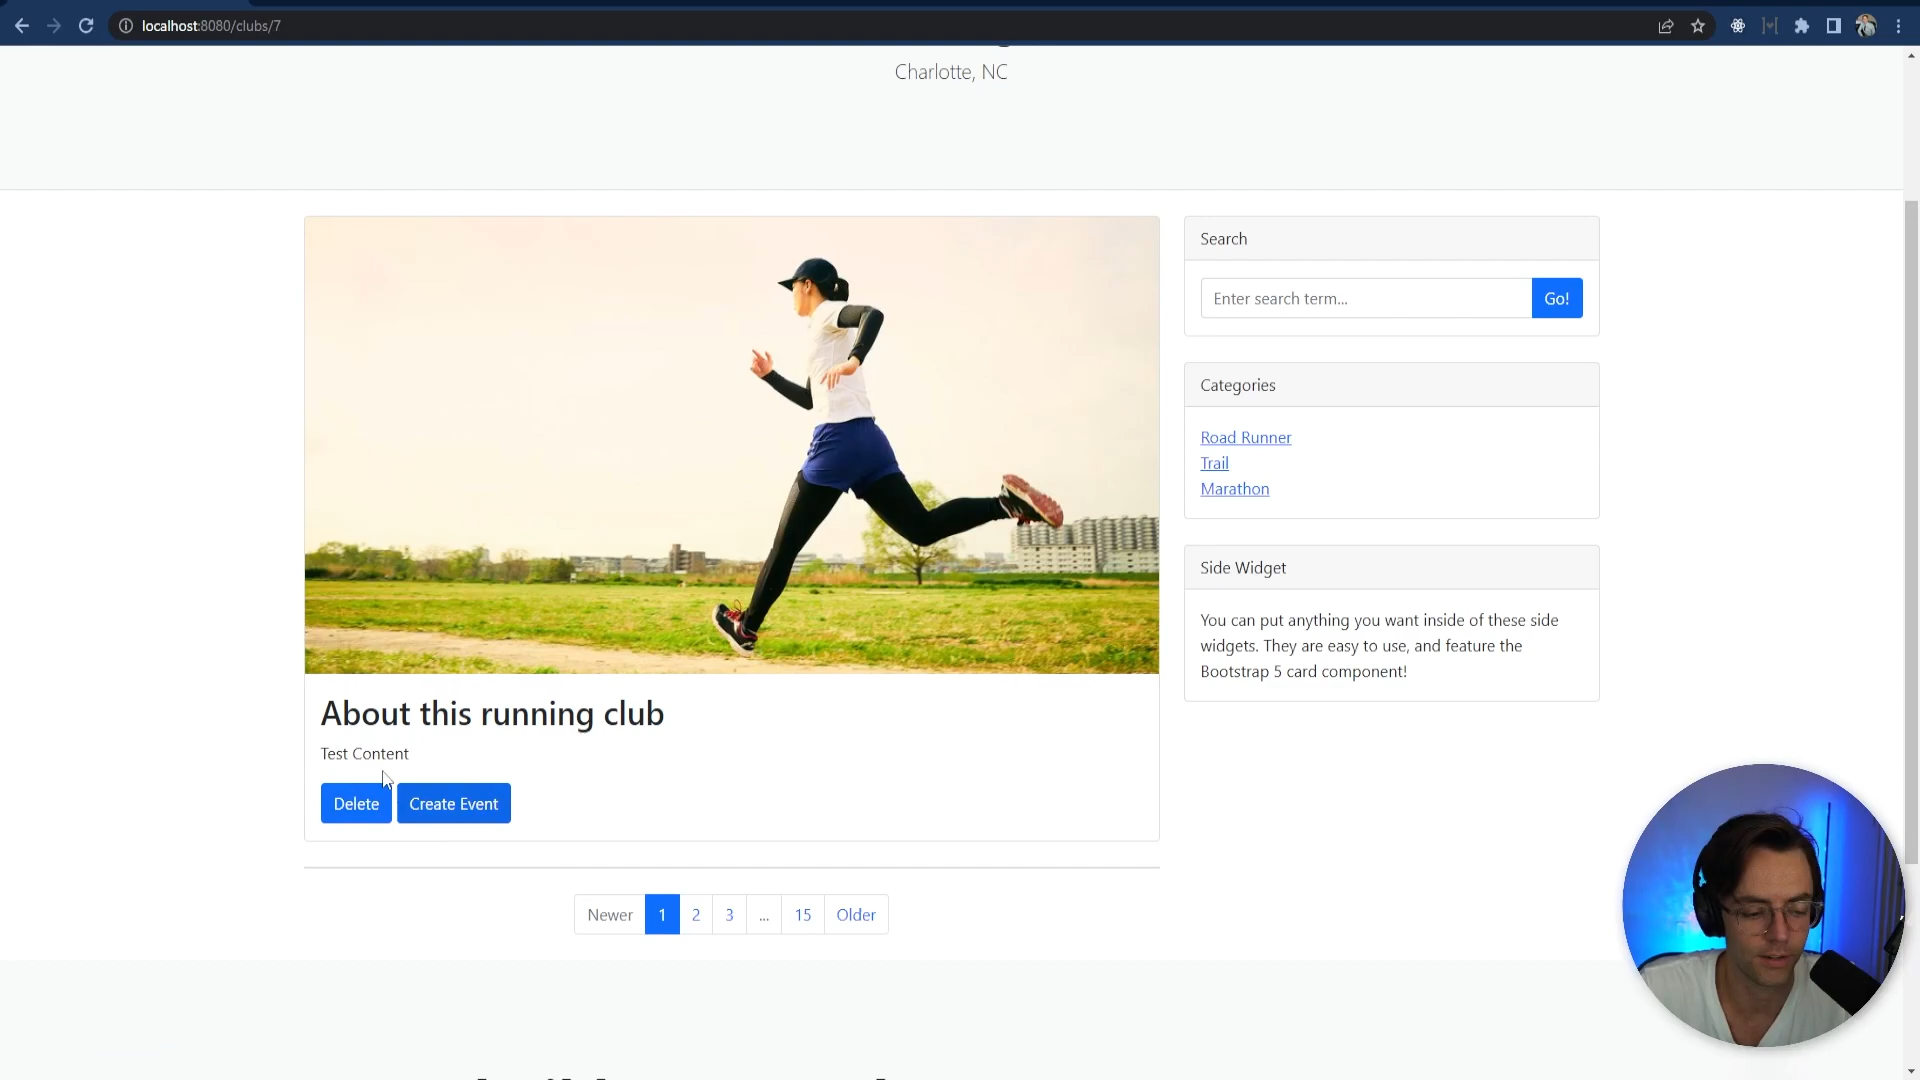 localhost:8080/clubs/7
Charlotte, NC
Search
Enter search term...
Go!
Categories
Road Runner
Trail
Marathon
Side Widget
You can put anything you want inside of these side
widgets. They are easy to use, and feature the
Bootstrap 5 card component!
About this running club
Test Content
Delete
Create Event
Newer 1 2 3 ... 15 Older